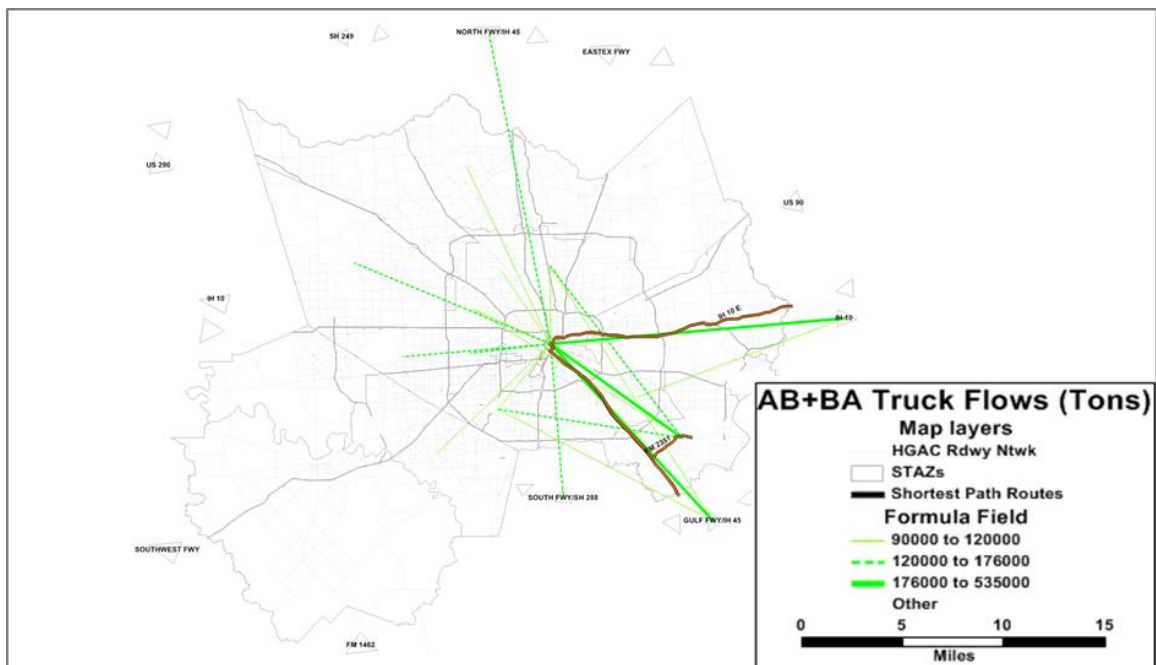 SH 249
NORTH FWY/IH 45
EASTEX FWY
US 290
US 90
IH 10
IH 10 E
IH 10
FM 2351
SOUTH FWY/SH 288
GULF FWY/IH 45
SOUTHWEST FWY
FM 1462
AB+BA Truck Flows (Tons)
Map layers
HGAC Rdwy Ntwk
STAZs
Shortest Path Routes
Formula Field
90000 to 120000
120000 to 176000
176000 to 535000
Other
0 5 10 15
Miles